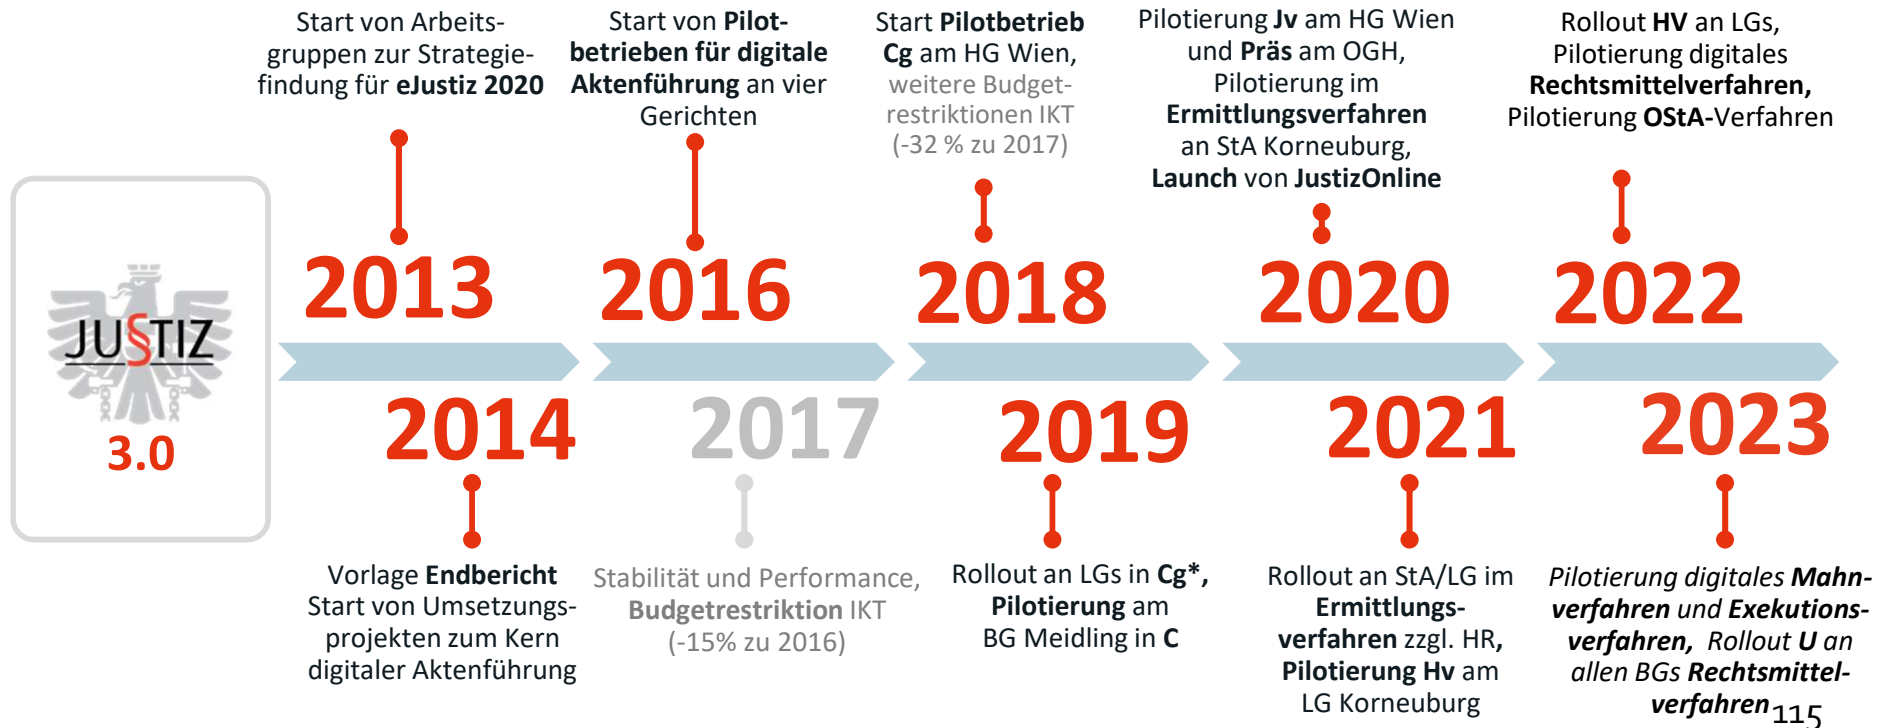 Start von Arbeits-
gruppen zur Strategie-
findung für eJustiz 2020
Start von Pilot-
betrieben für digitale
Aktenführung an vier
Gerichten
Start Pilotbetrieb
Cg am HG Wien,
weitere Budget-
restriktionen IKT
(-32 % zu 2017)
Pilotierung Jv am HG Wien
und Präs am OGH,
Pilotierung im
Ermittlungsverfahren
an StA Korneuburg,
Launch von JustizOnline
Rollout HV an LGs,
Pilotierung digitales
Rechtsmittelverfahren,
Pilotierung OStA-Verfahren
JU§TIZ
3.0
2013
2016
2018
2020
2022
2014
2017
2019
2021
2023
Vorlage Endbericht
Start von Umsetzungs-
projekten zum Kern
digitaler Aktenführung
Stabilität und Performance,
Budgetrestriktion IKT
(-15% zu 2016)
Rollout an LGs in Cg*,
Pilotierung am
BG Meidling in C
Rollout an StA/LG im
Ermittlungs-
verfahren zzgl. HR,
Pilotierung Hv am
LG Korneuburg
Pilotierung digitales Mahn-
verfahren und Exekutions-
verfahren, Rollout U an
allen BGs Rechtsmittel-
verfahren
115